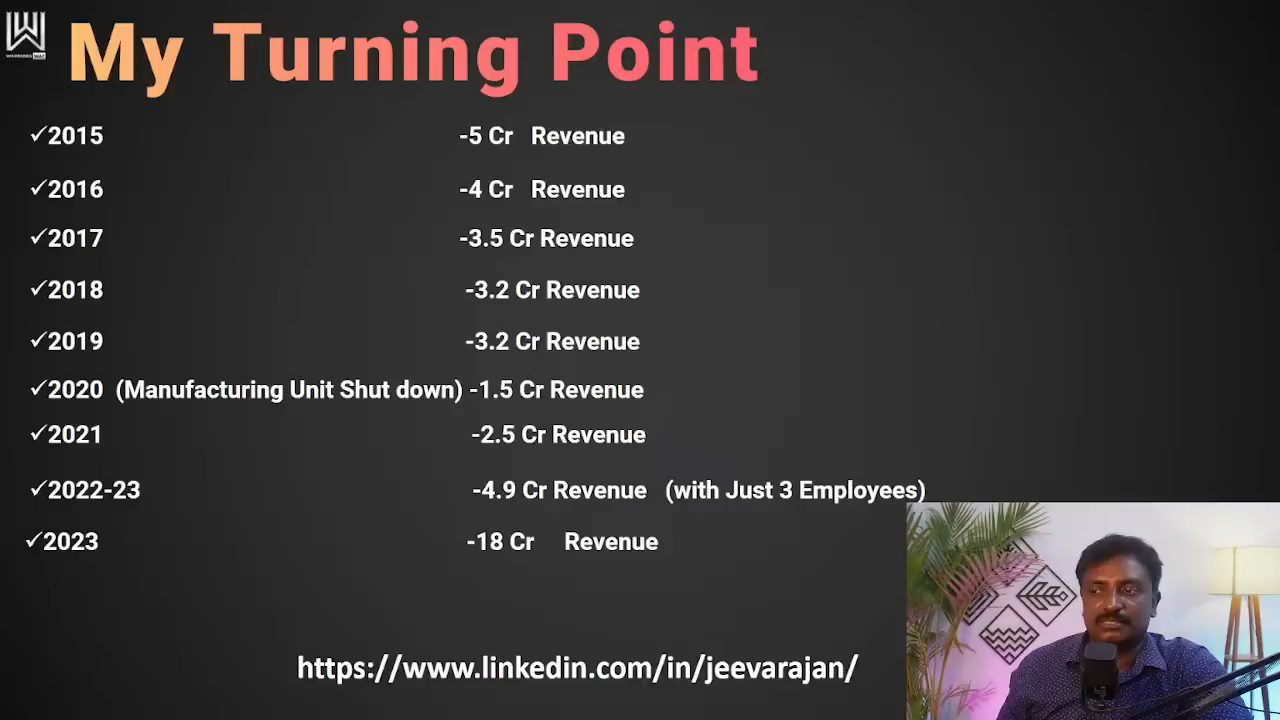 W
WARRIORS WAY
My Turning Point
✓2015 -5 Cr Revenue
✓2016 -4 Cr Revenue
✓2017 -3.5 Cr Revenue
✓2018 -3.2 Cr Revenue
✓2019 -3.2 Cr Revenue
✓2020 (Manufacturing Unit Shut down) -1.5 Cr Revenue
✓2021 -2.5 Cr Revenue
✓2022-23 -4.9 Cr Revenue (with Just 3 Employees)
✓2023 -18 Cr Revenue
https://www.linkedin.com/in/jeevarajan/